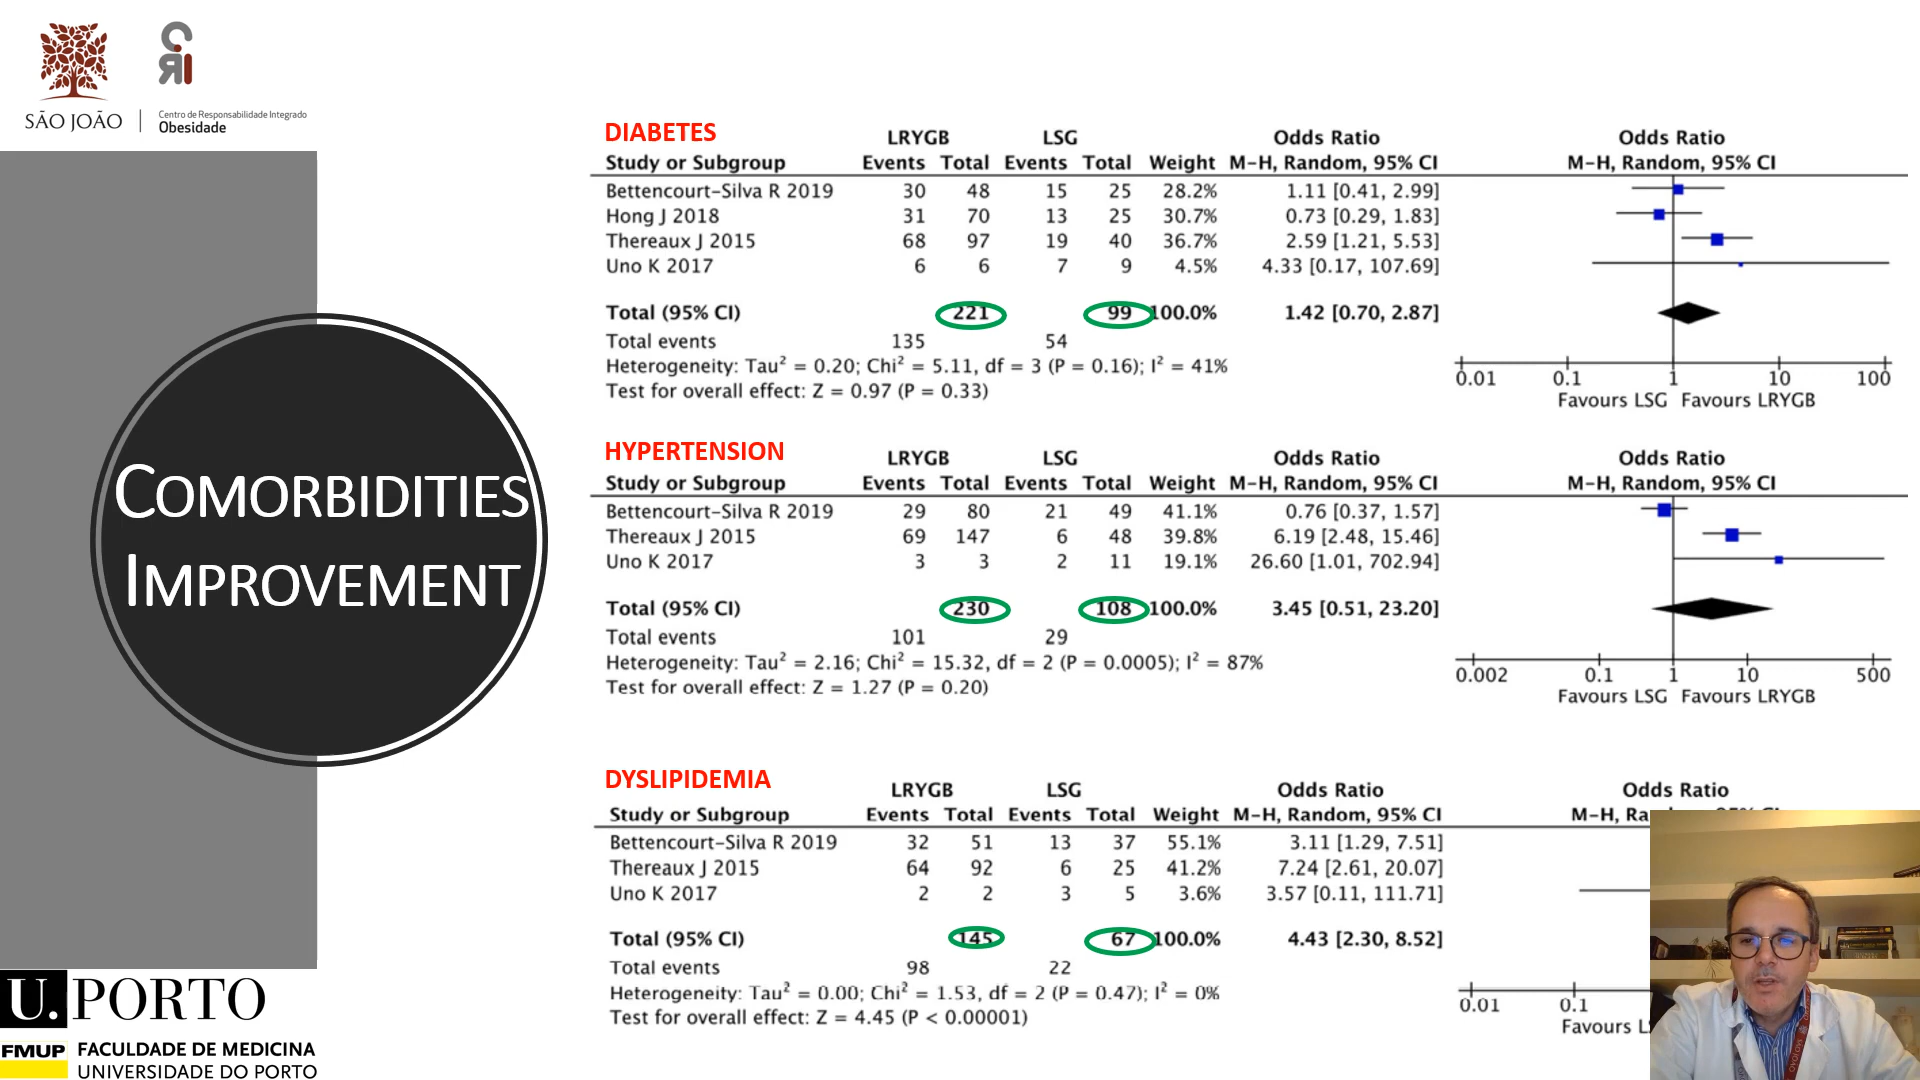 SÃO JOÃO
Centro de Responsabilidade Integrado
Obesidade
COMORBIDITIES
IMPROVEMENT
U.PORTO
FMUP FACULDADE DE MEDICINA
UNIVERSIDADE DO PORTO
DIABETES
LRYGB LSG Odds Ratio Odds Ratio
Study or Subgroup Events Total Events Total Weight M-H, Random, 95% CI M-H, Random, 95% CI
Bettencourt-Silva R 2019 30 48 15 25 28.2% 1.11 [0.41, 2.99]
Hong J 2018 31 70 13 25 30.7% 0.73 [0.29, 1.83]
Thereaux J 2015 68 97 19 40 36.7% 2.59 [1.21, 5.53]
Uno K 2017 6 6 7 9 4.5% 4.33 [0.17, 107.69]
Total (95% CI) 221 99 100.0% 1.42 [0.70, 2.87]
Total events 135 54
Heterogeneity: Tau² = 0.20; Chi² = 5.11, df = 3 (P = 0.16); I² = 41%
Test for overall effect: Z = 0.97 (P = 0.33)
0.01 0.1 1 10 100
Favours LSG Favours LRYGB
HYPERTENSION
LRYGB LSG Odds Ratio Odds Ratio
Study or Subgroup Events Total Events Total Weight M-H, Random, 95% CI M-H, Random, 95% CI
Bettencourt-Silva R 2019 29 80 21 49 41.1% 0.76 [0.37, 1.57]
Thereaux J 2015 69 147 6 48 39.8% 6.19 [2.48, 15.46]
Uno K 2017 3 3 2 11 19.1% 26.60 [1.01, 702.94]
Total (95% CI) 230 108 100.0% 3.45 [0.51, 23.20]
Total events 101 29
Heterogeneity: Tau² = 2.16; Chi² = 15.32, df = 2 (P = 0.0005); I² = 87%
Test for overall effect: Z = 1.27 (P = 0.20)
0.002 0.1 1 10 500
Favours LSG Favours LRYGB
DYSLIPIDEMIA
LRYGB LSG Odds Ratio Odds Ratio
Study or Subgroup Events Total Events Total Weight M-H, Random, 95% CI M-H, Ra
Bettencourt-Silva R 2019 32 51 13 37 55.1% 3.11 [1.29, 7.51]
Thereaux J 2015 64 92 6 25 41.2% 7.24 [2.61, 20.07]
Uno K 2017 2 2 3 5 3.6% 3.57 [0.11, 111.71]
Total (95% CI) 145 67 100.0% 4.43 [2.30, 8.52]
Total events 98 22
Heterogeneity: Tau² = 0.00; Chi² = 1.53, df = 2 (P = 0.47); I² = 0%
Test for overall effect: Z = 4.45 (P < 0.00001)
0.01 0.1
Favours L